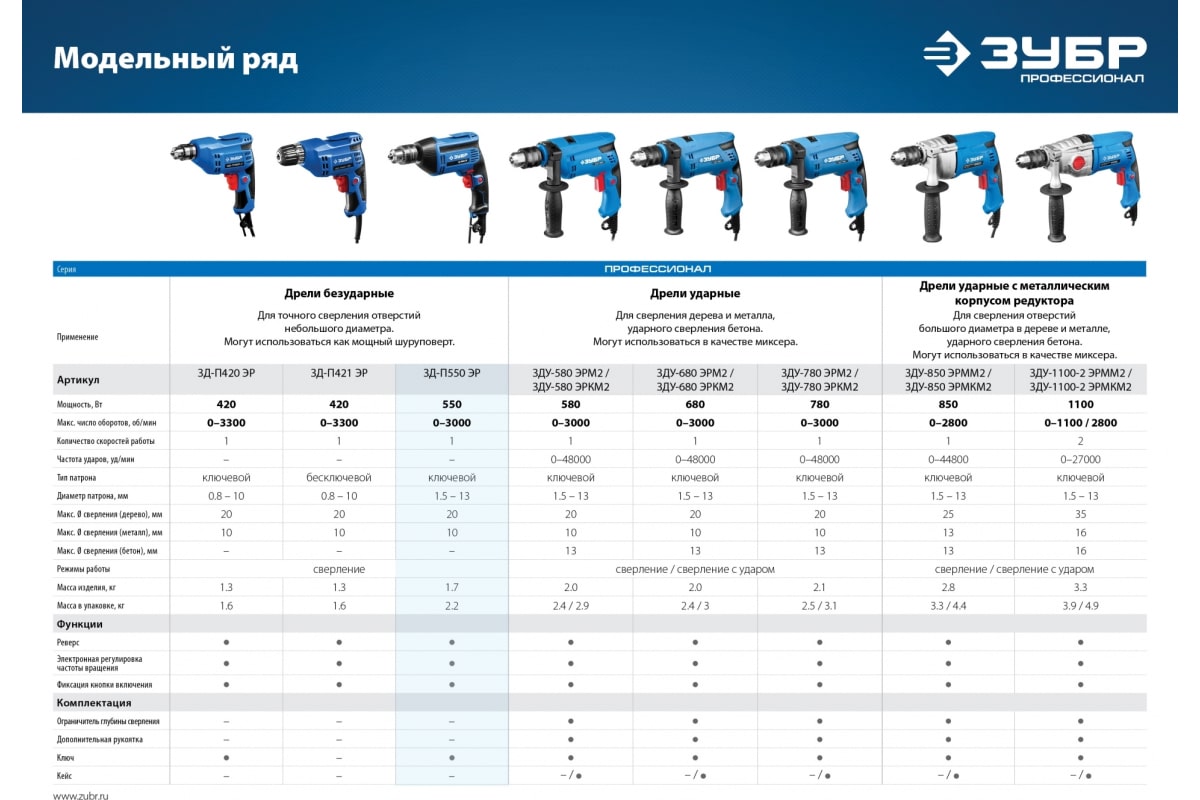 Модельный ряд
ЗУБР
ПРОФЕССИОНАЛ
ЗУБР
ЗУБР
ЗУБР
ЗУБР
ЗУБР
ЗУБР
ЗУБР
ЗУБР
Серия ПРОФЕССИОНАЛ
Применение
Дрели безударные
Для точного сверления отверстий
небольшого диаметра.
Могут использоваться как мощный шуруповерт.
Дрели ударные
Для сверления дерева и металла,
ударного сверления бетона.
Могут использоваться в качестве миксера.
Дрели ударные с металлическим
корпусом редуктора
Для сверления отверстий
большого диаметра в дереве и металле,
ударного сверления бетона.
Могут использоваться в качестве миксера.
Артикул ЗД-П420 ЭР ЗД-П421 ЭР ЗД-П550 ЭР ЗДУ-580 ЭРМ2 / ЗДУ-680 ЭРМ2 / ЗДУ-780 ЭРМ2 / ЗДУ-850 ЭРММ2 / ЗДУ-1100-2 ЭРММ2 /
ЗДУ-580 ЭРКМ2 ЗДУ-680 ЭРКМ2 ЗДУ-780 ЭРКМ2 ЗДУ-850 ЭРМКМ2 ЗДУ-1100-2 ЭРМКМ2
Мощность, Вт 420 420 550 580 680 780 850 1100
Макс. число оборотов, об/мин 0–3300 0–3300 0–3000 0–3000 0–3000 0–3000 0–2800 0–1100 / 2800
Количество скоростей работы 1 1 1 1 1 1 1 2
Частота ударов, уд/мин – – – 0–48000 0–48000 0–48000 0–44800 0–27000
Тип патрона ключевой бесключевой ключевой ключевой ключевой ключевой ключевой ключевой
Диаметр патрона, мм 0.8 – 10 0.8 – 10 1.5 – 13 1.5 – 13 1.5 – 13 1.5 – 13 1.5 – 13 1.5 – 13
Макс. Ø сверления (дерево), мм 20 20 20 20 20 20 25 35
Макс. Ø сверления (металл), мм 10 10 10 10 10 10 13 16
Макс. Ø сверления (бетон), мм – – – 13 13 13 13 16
Режимы работы сверление сверление / сверление с ударом сверление / сверление с ударом
Масса изделия, кг 1.3 1.3 1.7 2.0 2.0 2.1 2.8 3.3
Масса в упаковке, кг 1.6 1.6 2.2 2.4 / 2.9 2.4 / 3 2.5 / 3.1 3.3 / 4.4 3.9 / 4.9
Функции
Реверс ● ● ● ● ● ● ● ●
Электронная регулировка
частоты вращения ● ● ● ● ● ● ● ●
Фиксация кнопки включения ● ● ● ● ● ● ● ●
Комплектация
Ограничитель глубины сверления – – – ● ● ● ● ●
Дополнительная рукоятка – – – ● ● ● ● ●
Ключ ● – ● ● ● ● ● ●
Кейс – – – – / ● – / ● – / ● – / ● – / ●
www.zubr.ru